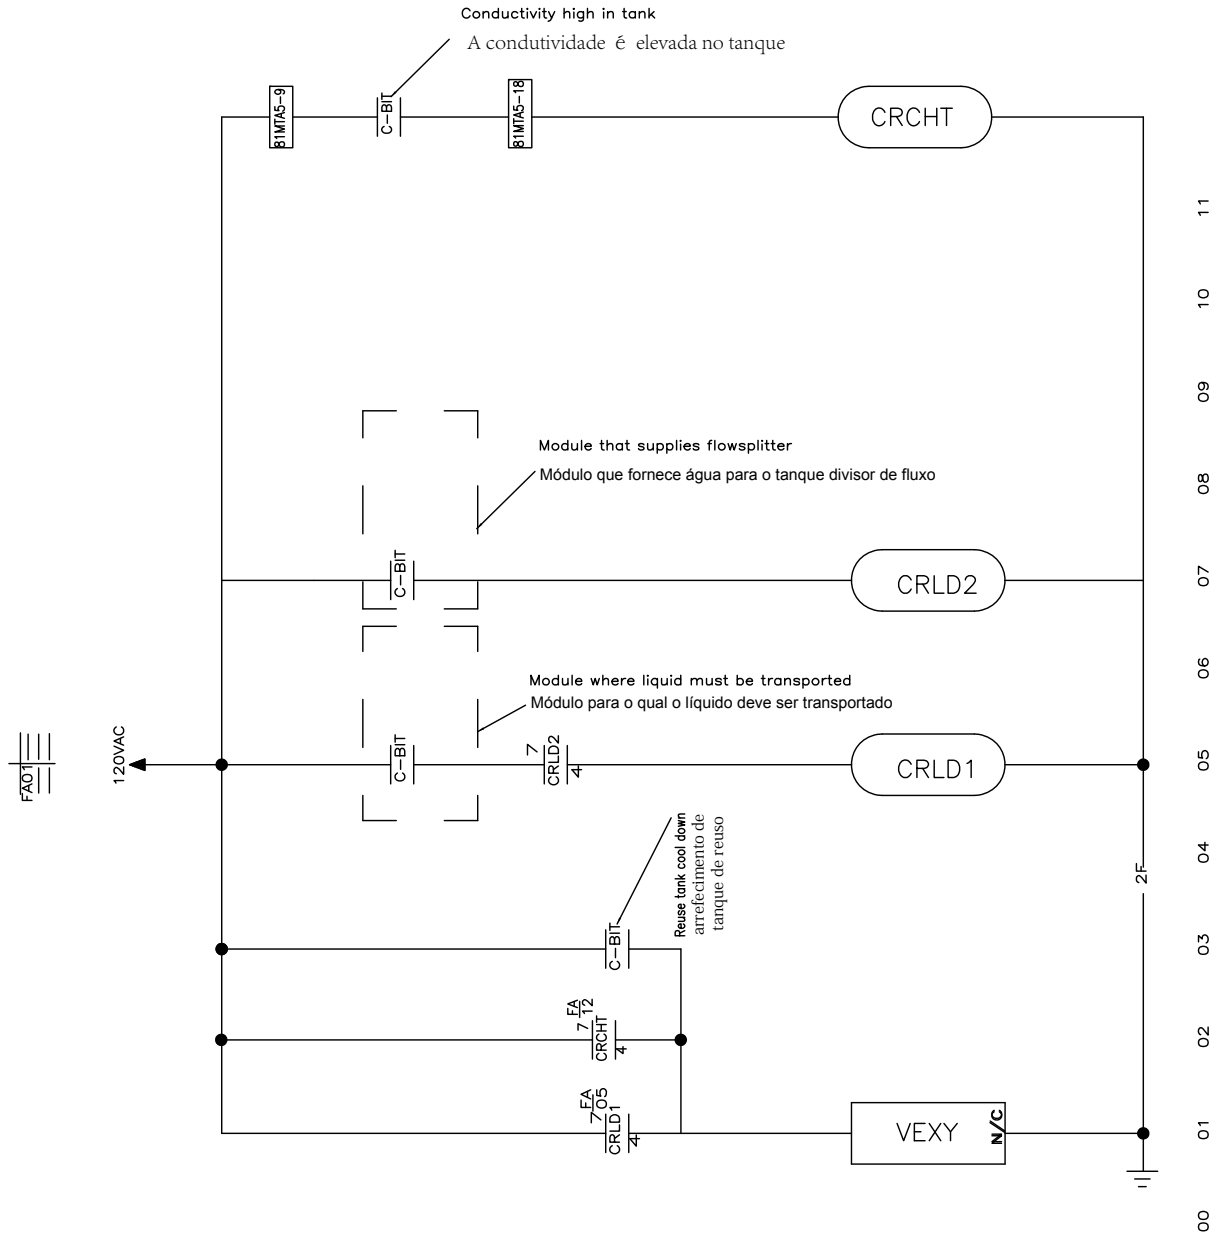 Conductivity high in tank
A condutividade é elevada no tanque
81MTA5-9
C-BIT
81MTA5-18
CRCHT
11
10
09
Module that supplies flowsplitter
Módulo que fornece água para o tanque divisor de fluxo
08
C-BIT
CRLD2
07
06
Module where liquid must be transported
Módulo para o qual o líquido deve ser transportado
FA01
120VAC
C-BIT
7
CRLD2
4
CRLD1
05
Reuse tank cool down
arrefecimento de
tanque de reuso
04
2F
C-BIT
03
FA
12
7
CRCHT
4
02
FA
05
7
CRLD1
4
VEXY
N/C
01
00